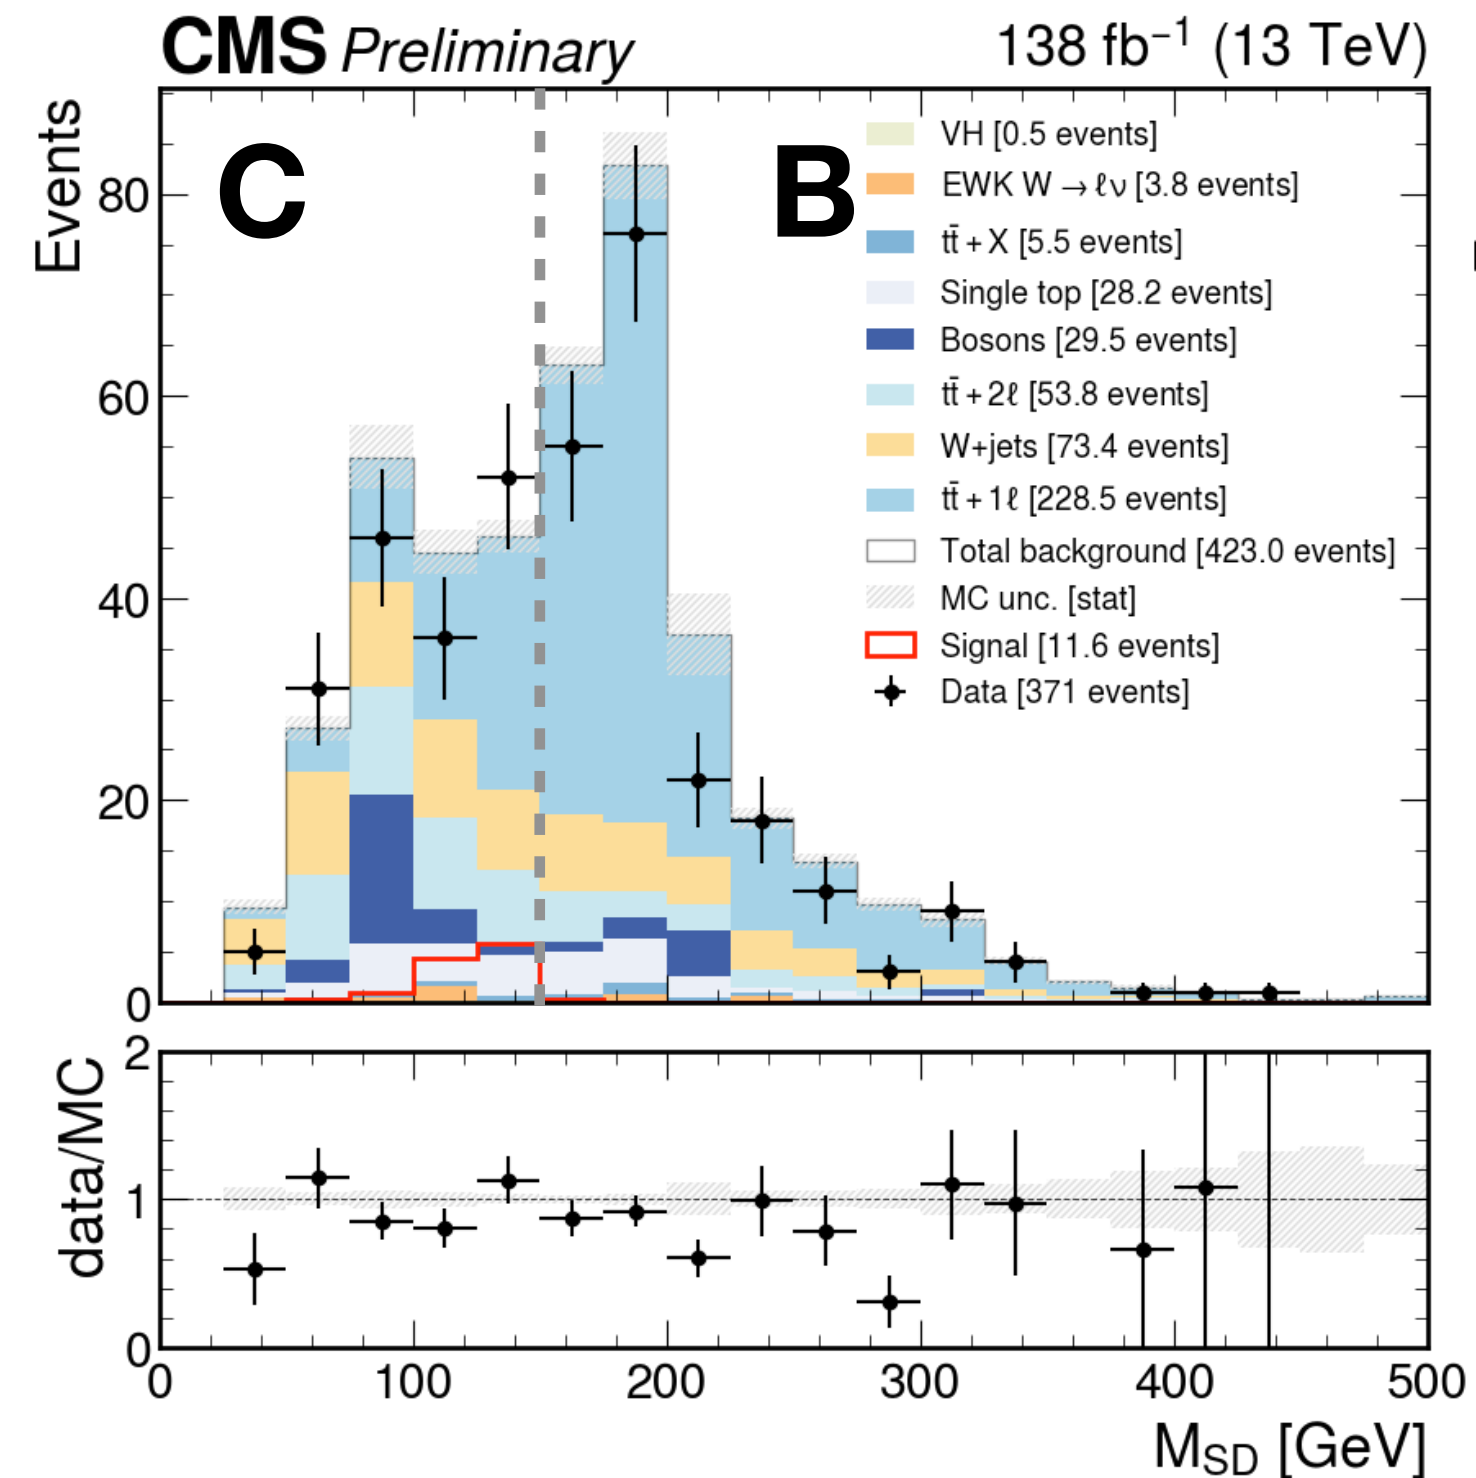 CMS Preliminary 138 fb⁻¹ (13 TeV)
Events
C
B
VH [0.5 events]
EWK W → ℓν [3.8 events]
tt̄ + X [5.5 events]
Single top [28.2 events]
Bosons [29.5 events]
tt̄ + 2ℓ [53.8 events]
W+jets [73.4 events]
tt̄ + 1ℓ [228.5 events]
Total background [423.0 events]
MC unc. [stat]
Signal [11.6 events]
Data [371 events]
80
60
40
20
0
data/MC
2
1
0
0 100 200 300 400 500
M_SD [GeV]